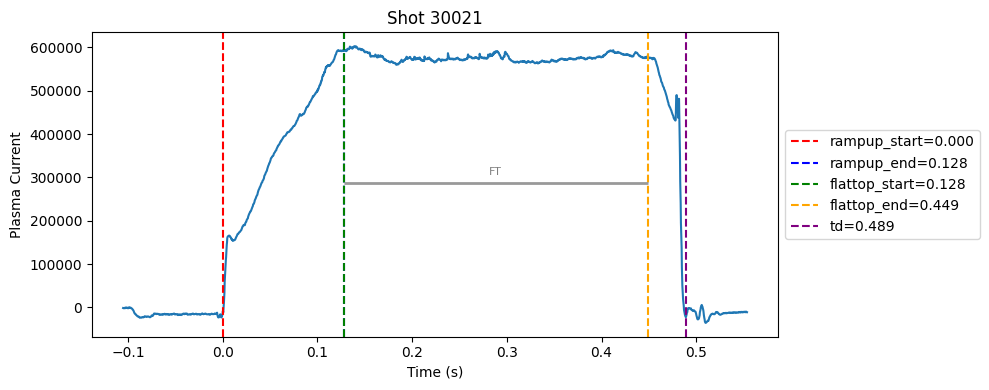 Shot 30021
Plasma Current
600000
500000
400000
300000
200000
100000
0
FT
−0.1
0.0
0.1
0.2
0.3
0.4
0.5
Time (s)
rampup_start=0.000
rampup_end=0.128
flattop_start=0.128
flattop_end=0.449
td=0.489